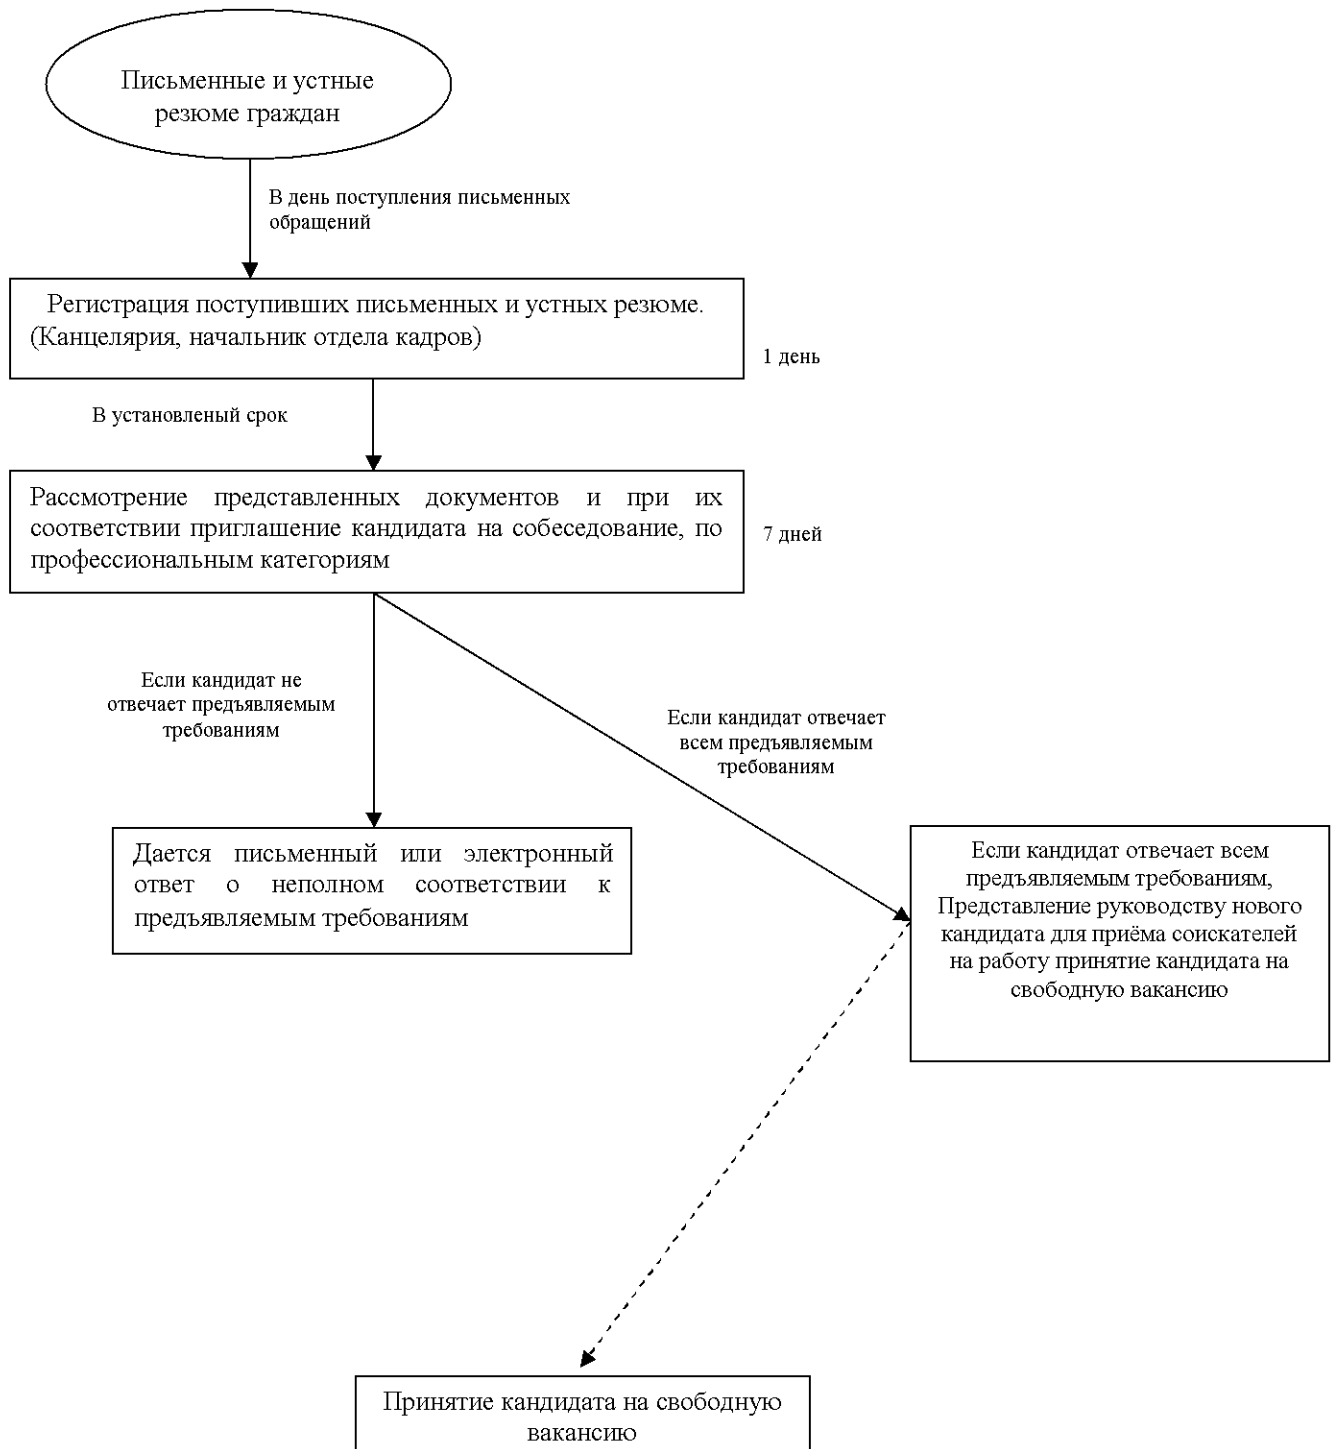 Письменные и устные
резюме граждан
В день поступления письменных
обращений
Регистрация поступивших письменных и устных резюме.
(Канцелярия, начальник отдела кадров)
1 день
В установленый срок
Рассмотрение представленных документов и при их
соответствии приглашение кандидата на собеседование, по
профессиональным категориям
7 дней
Если кандидат не
отвечает предъявляемым
требованиям
Если кандидат отвечает
всем предъявляемым
требованиям
Дается письменный или электронный
ответ о неполном соответствии к
предъявляемым требованиям
Если кандидат отвечает всем
предъявляемым требованиям,
Представление руководству нового
кандидата для приёма соискателей
на работу принятие кандидата на
свободную вакансию
Принятие кандидата на свободную
вакансию